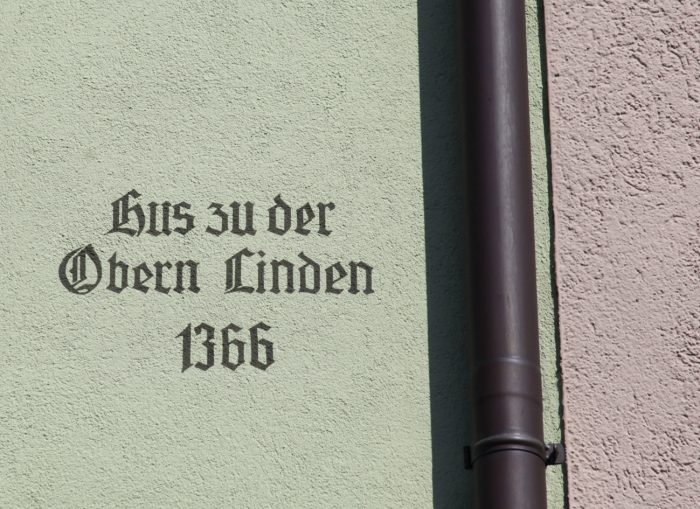 Hus zu der
Obern Linden
1366